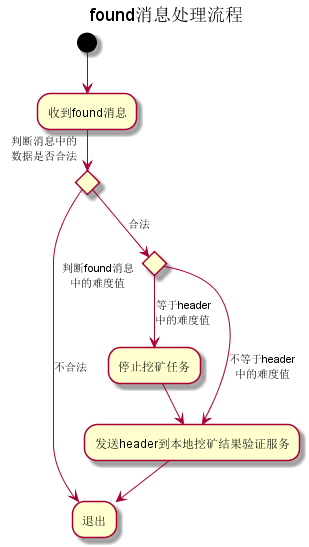 found消息处理流程
收到found消息
判断消息中的
数据是否合法
合法
判断found消息
中的难度值
等于header
中的难度值
不等于header
中的难度值
不合法
停止挖矿任务
发送header到本地挖矿结果验证服务
退出